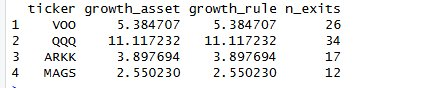 ticker growth_asset growth_rule n_exits
1 VOO 5.384707 5.384707 26
2 QQQ 11.117232 11.117232 34
3 ARKK 3.897694 3.897694 17
4 MAGS 2.550230 2.550230 12